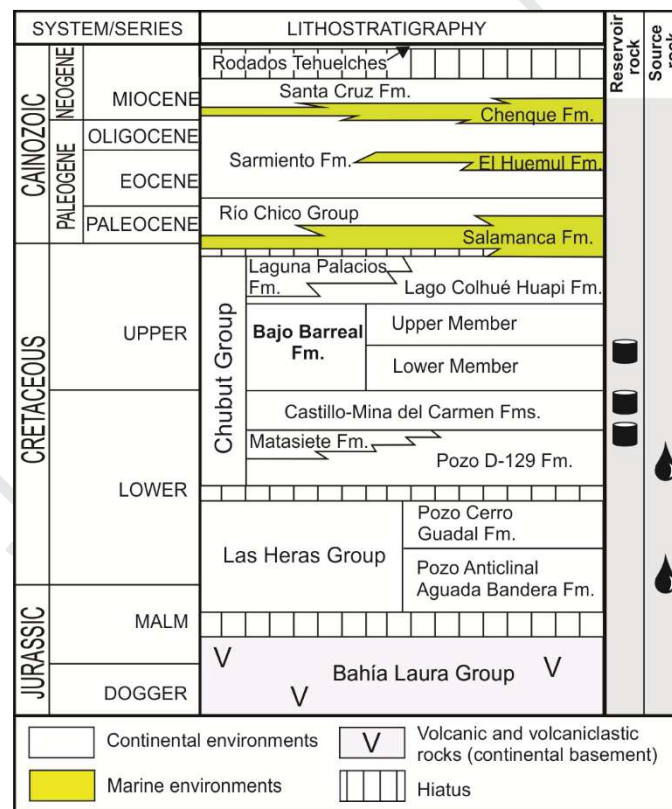 SYSTEM/SERIES
LITHOSTRATIGRAPHY
Reservoir
rock
Source
rock
CAINOZOIC
NEOGENE
MIOCENE
PALEOGENE
OLIGOCENE
EOCENE
PALEOCENE
CRETACEOUS
UPPER
LOWER
JURASSIC
MALM
DOGGER
Rodados Tehuelches
Santa Cruz Fm.
Chenque Fm.
Sarmiento Fm.
El Huemul Fm.
Río Chico Group
Salamanca Fm.
Chubut Group
Laguna Palacios
Fm.
Lago Colhué Huapi Fm.
Bajo Barreal
Fm.
Upper Member
Lower Member
Castillo-Mina del Carmen Fms.
Matasiete Fm.
Pozo D-129 Fm.
Las Heras Group
Pozo Cerro
Guadal Fm.
Pozo Anticlinal
Aguada Bandera Fm.
V
V
Bahía Laura Group
V
Continental environments
Marine environments
V
Volcanic and volcaniclastic
rocks (continental basement)
Hiatus